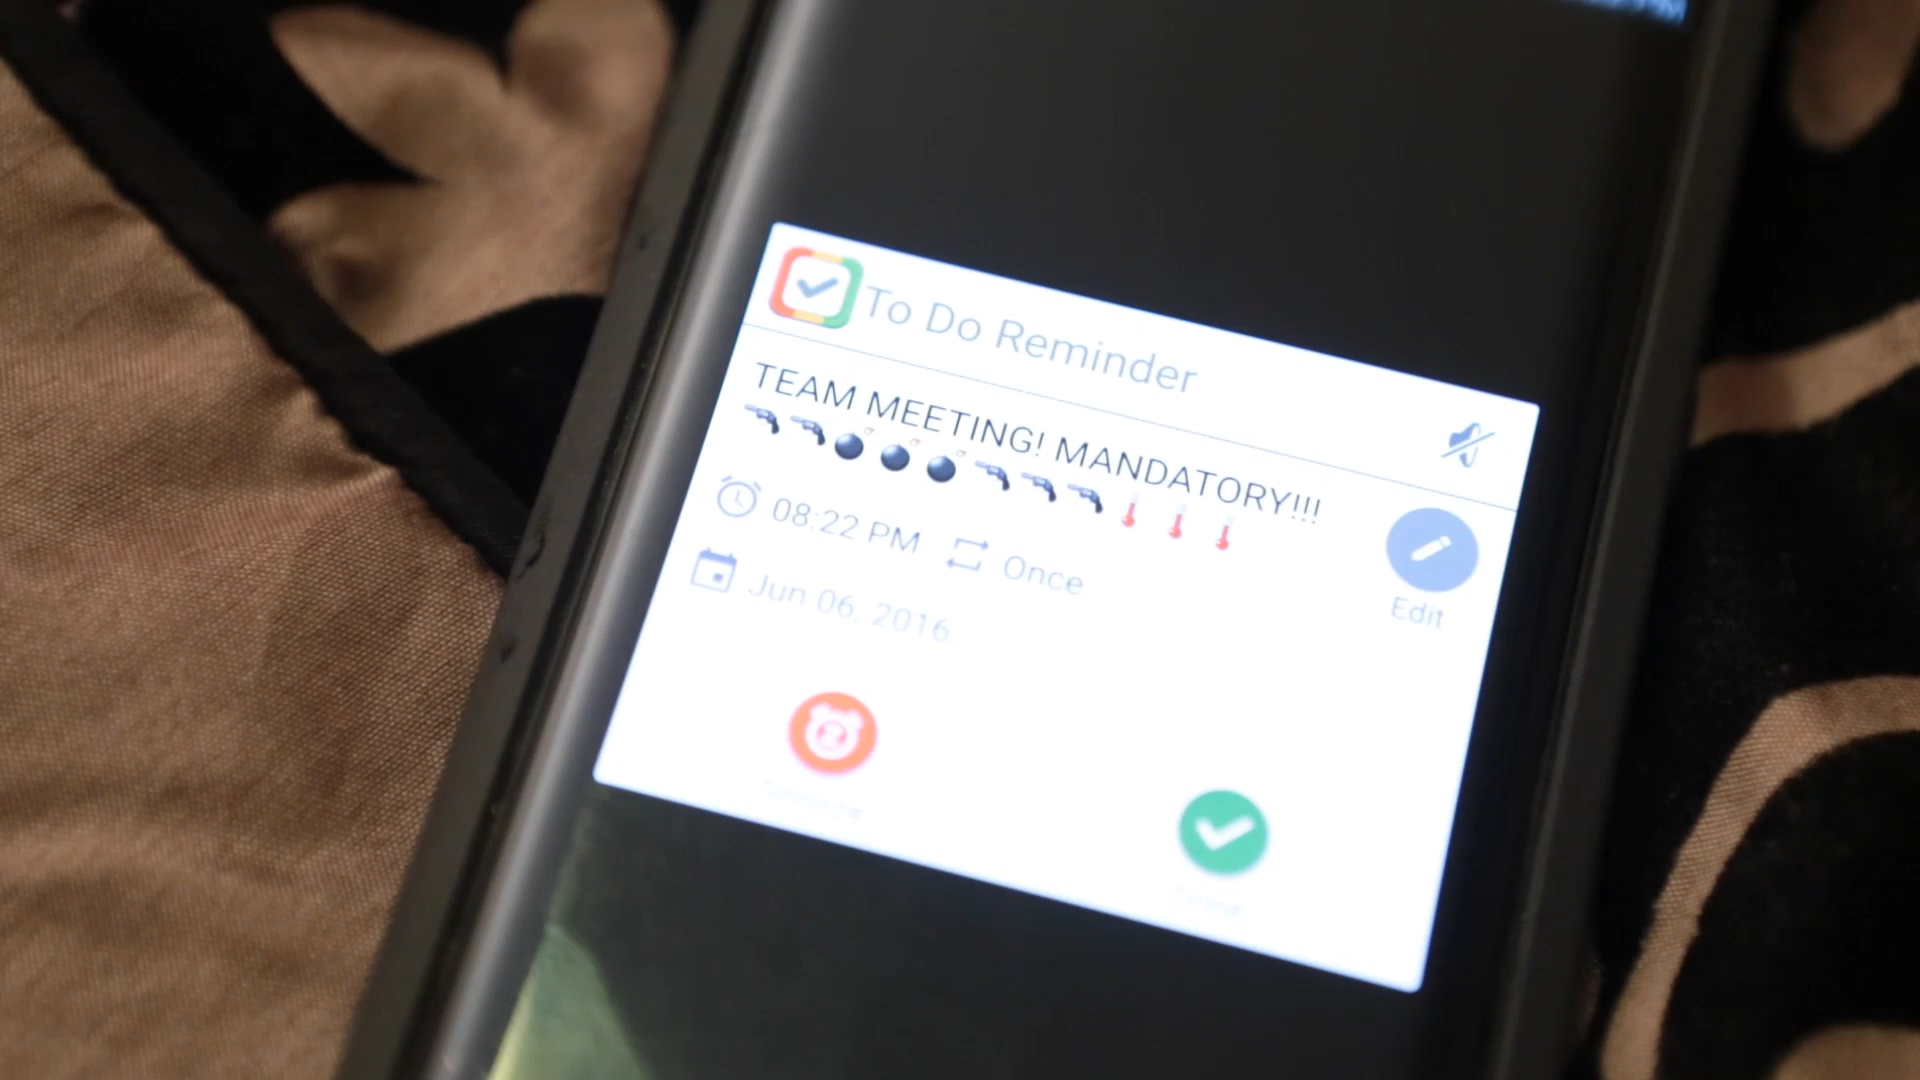 To Do Reminder
TEAM MEETING! MANDATORY!!!
🔫🔫💣💣💣🔫🔫🔫🌡🌡🌡
08:22 PM Once
Jun 06, 2016
Edit